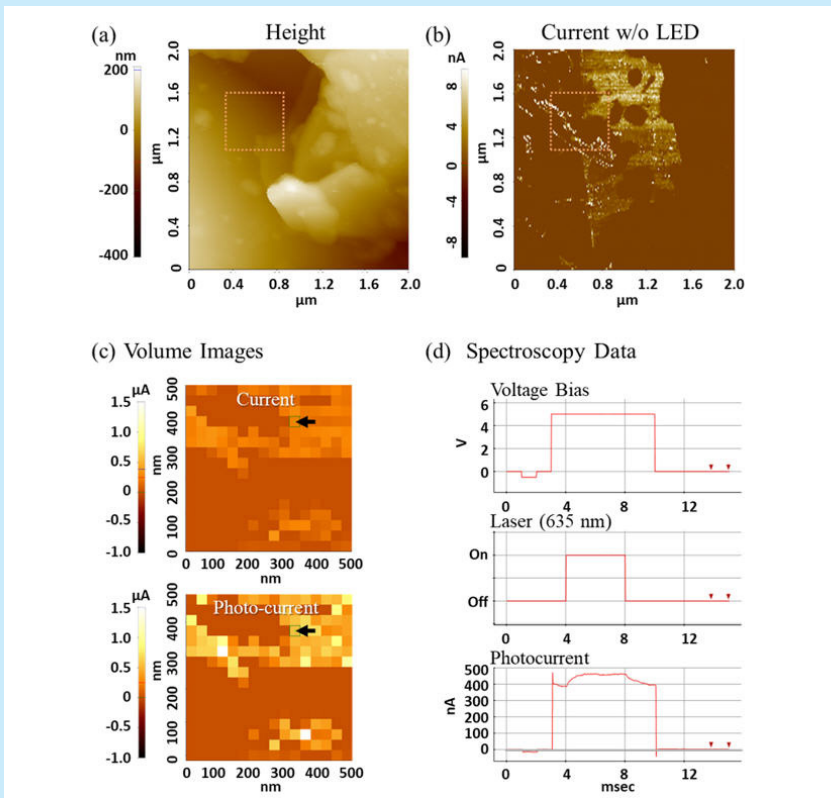 (a) Height
nm
200
0
-200
-400
2.0
1.6
1.2
0.8
0.4
0
µm
0 0.4 0.8 1.2 1.6 2.0
µm
(b) Current w/o LED
nA
8
4
0
-4
-8
2.0
1.6
1.2
0.8
0.4
0
µm
0 0.4 0.8 1.2 1.6 2.0
µm
(c) Volume Images
µA
1.5
1.0
0.5
0
-0.5
-1.0
Current
500
400
300
200
100
0
nm
0 100 200 300 400 500
nm
µA
1.5
1.0
0.5
0
-0.5
-1.0
Photo-current
500
400
300
200
100
0
nm
0 100 200 300 400 500
nm
(d) Spectroscopy Data
Voltage Bias
6
4
2
0
V
0 4 8 12
Laser (635 nm)
On
Off
0 4 8 12
Photocurrent
500
400
300
200
100
0
nA
0 4 8 12
msec